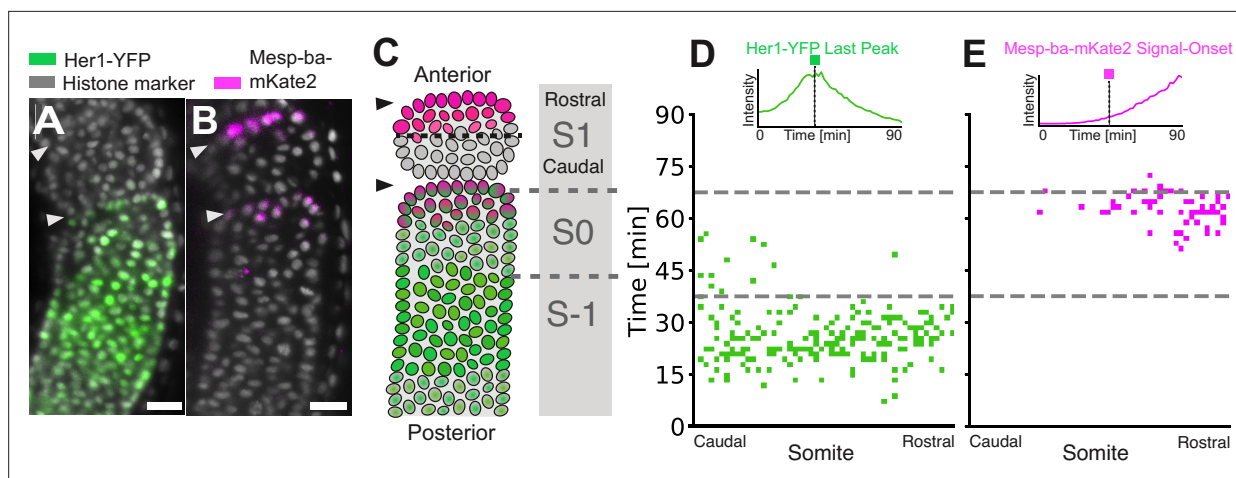 Her1-YFP
Histone marker
Mesp-ba-
mKate2
A
B
C
Anterior
Rostral
S1
Caudal
S0
S-1
Posterior
D
Her1-YFP Last Peak
Intensity
0
Time [min]
90
E
Mesp-ba-mKate2 Signal-Onset
Intensity
0
Time [min]
90
Time [min]
90
75
60
45
30
15
0
Caudal
Somite
Rostral
Caudal
Somite
Rostral